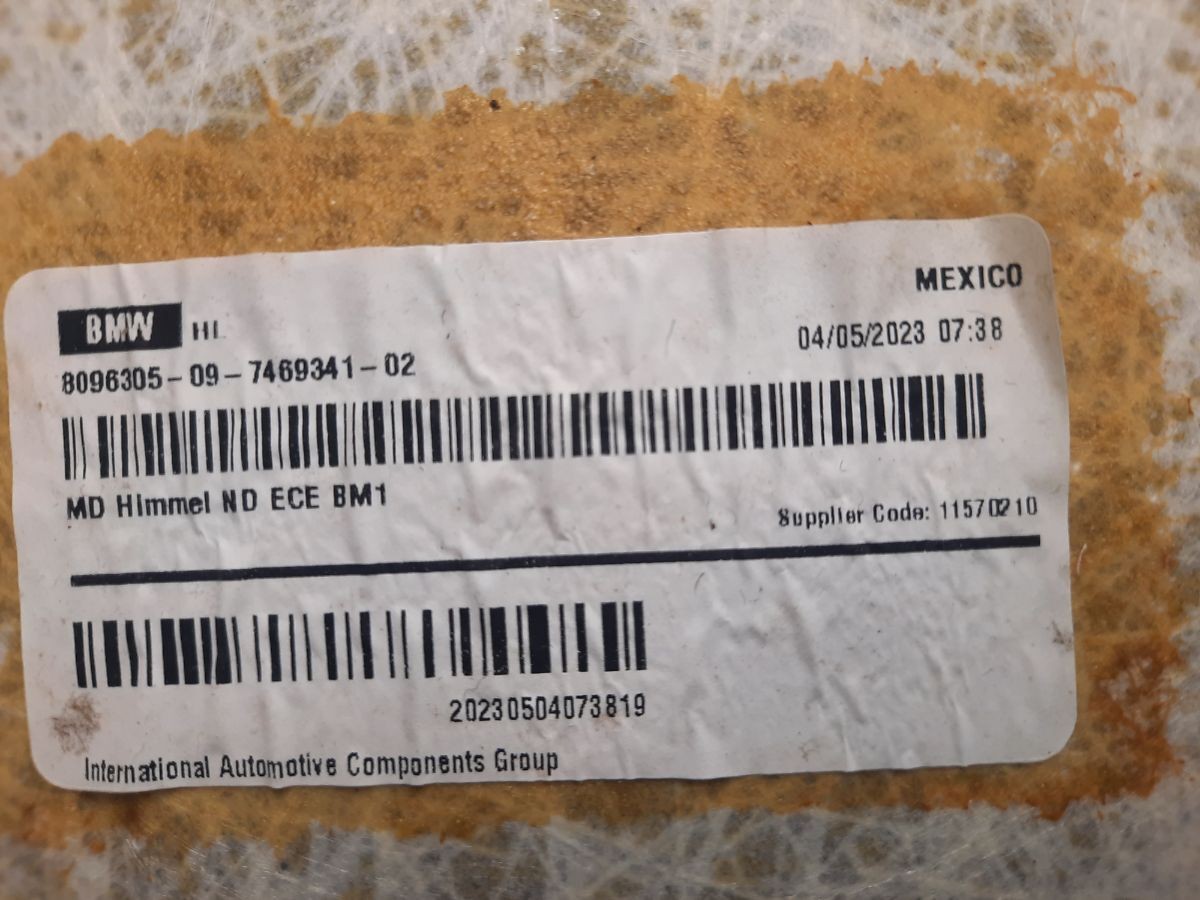 BMW HL
MEXICO
04/05/2023 07:38
8096305-09-7469341-02
MD Himmel ND ECE BM1
Supplier Code: 11570210
20230504073819
International Automotive Components Group